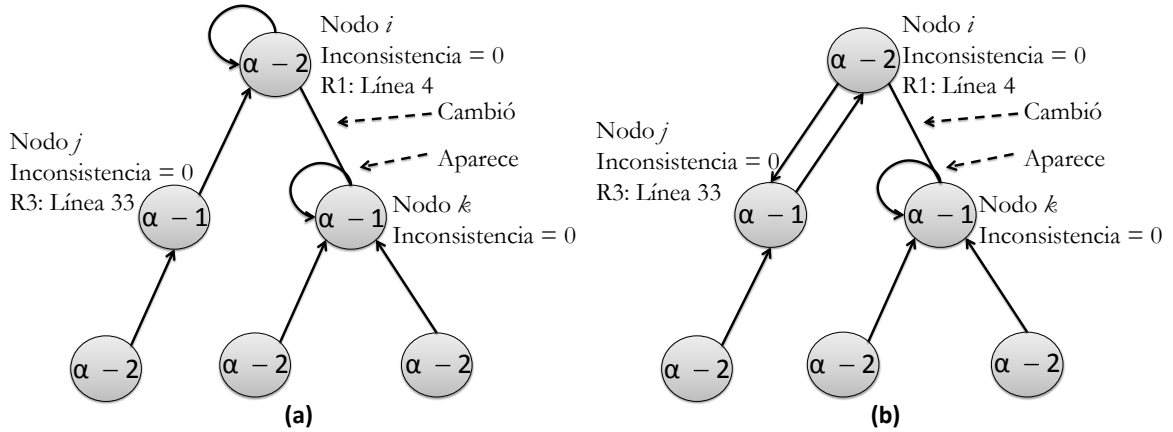 α – 2
Nodo i
Inconsistencia = 0
R1: Línea 4
Cambió
Aparece
Nodo j
Inconsistencia = 0
R3: Línea 33
α – 1
α – 1
Nodo k
Inconsistencia = 0
α – 2
α – 2
α – 2
(a)
α – 2
Nodo i
Inconsistencia = 0
R1: Línea 4
Cambió
Aparece
Nodo j
Inconsistencia = 0
R3: Línea 33
α – 1
α – 1
Nodo k
Inconsistencia = 0
α – 2
α – 2
α – 2
(b)